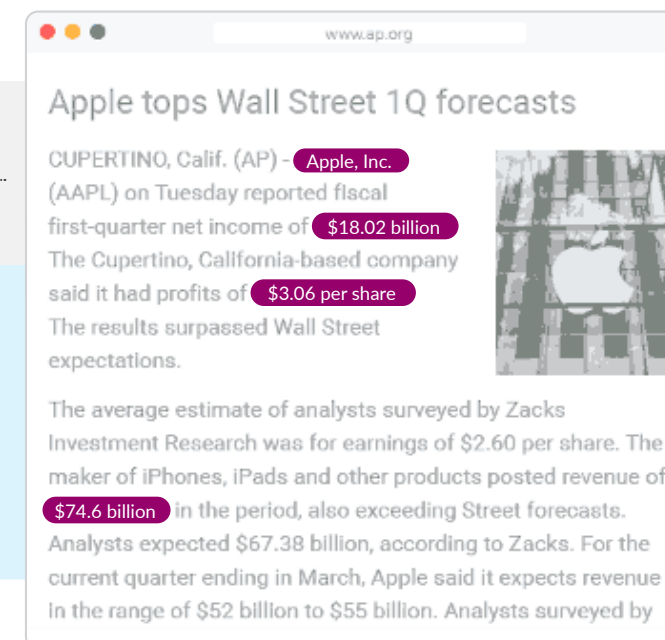 www.ap.org
Apple tops Wall Street 1Q forecasts
CUPERTINO, Calif. (AP) - Apple, Inc.
(AAPL) on Tuesday reported fiscal
first-quarter net income of $18.02 billion
The Cupertino, California-based company
said it had profits of $3.06 per share
The results surpassed Wall Street
expectations.
The average estimate of analysts surveyed by Zacks
Investment Research was for earnings of $2.60 per share. The
maker of iPhones, iPads and other products posted revenue of
$74.6 billion in the period, also exceeding Street forecasts.
Analysts expected $67.38 billion, according to Zacks. For the
current quarter ending in March, Apple said it expects revenue
in the range of $52 billion to $55 billion. Analysts surveyed by